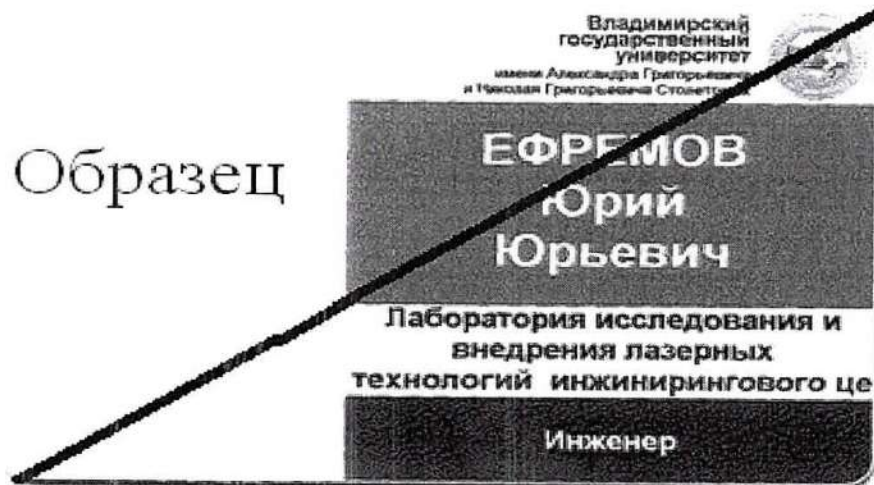 Владимирский
государственный
университет
имени Александра Григорьевича
и Николая Григорьевича Столетовых
Образец
ЕФРЕМОВ
Юрий
Юрьевич
Лаборатория исследования и
внедрения лазерных
технологий инжинирингового це
Инженер